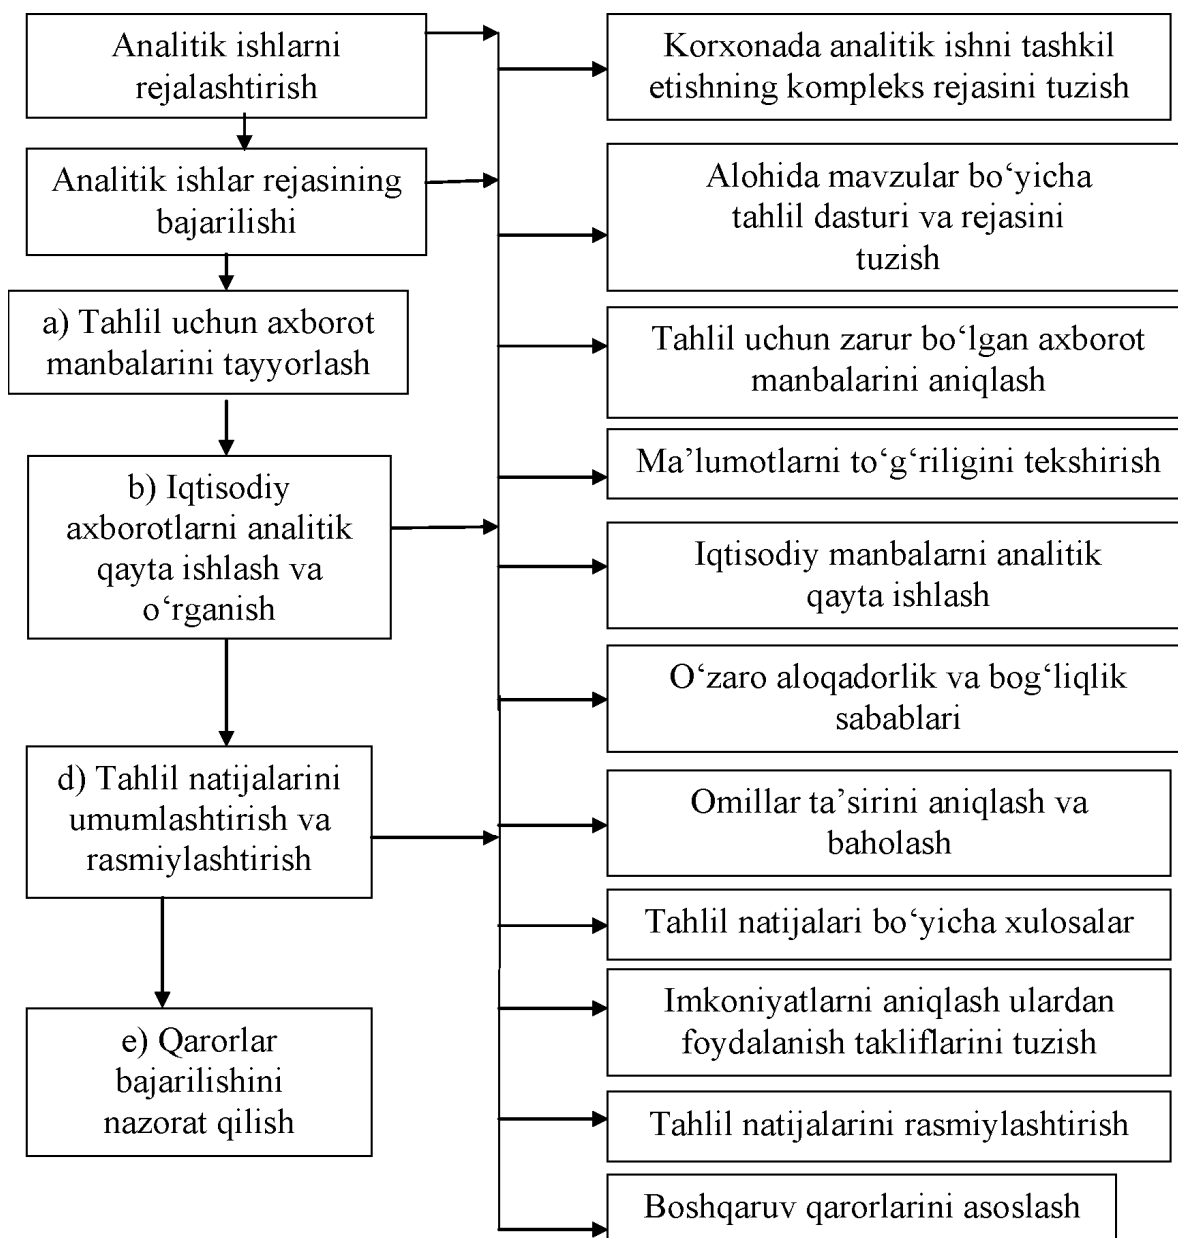 Analitik ishlarni
rejalashtirish
Analitik ishlar rejasining
bajarilishi
a) Tahlil uchun axborot
manbalarini tayyorlash
b) Iqtisodiy
axborotlarni analitik
qayta ishlash va
o‘rganish
d) Tahlil natijalarini
umumlashtirish va
rasmiylashtirish
e) Qarorlar
bajarilishini
nazorat qilish
Korxonada analitik ishni tashkil
etishning kompleks rejasini tuzish
Alohida mavzular bo‘yicha
tahlil dasturi va rejasini
tuzish
Tahlil uchun zarur bo‘lgan axborot
manbalarini aniqlash
Ma’lumotlarni to‘g‘riligini tekshirish
Iqtisodiy manbalarni analitik
qayta ishlash
O‘zaro aloqadorlik va bog‘liqlik
sabablari
Omillar ta’sirini aniqlash va
baholash
Tahlil natijalari bo‘yicha xulosalar
Imkoniyatlarni aniqlash ulardan
foydalanish takliflarini tuzish
Tahlil natijalarini rasmiylashtirish
Boshqaruv qarorlarini asoslash